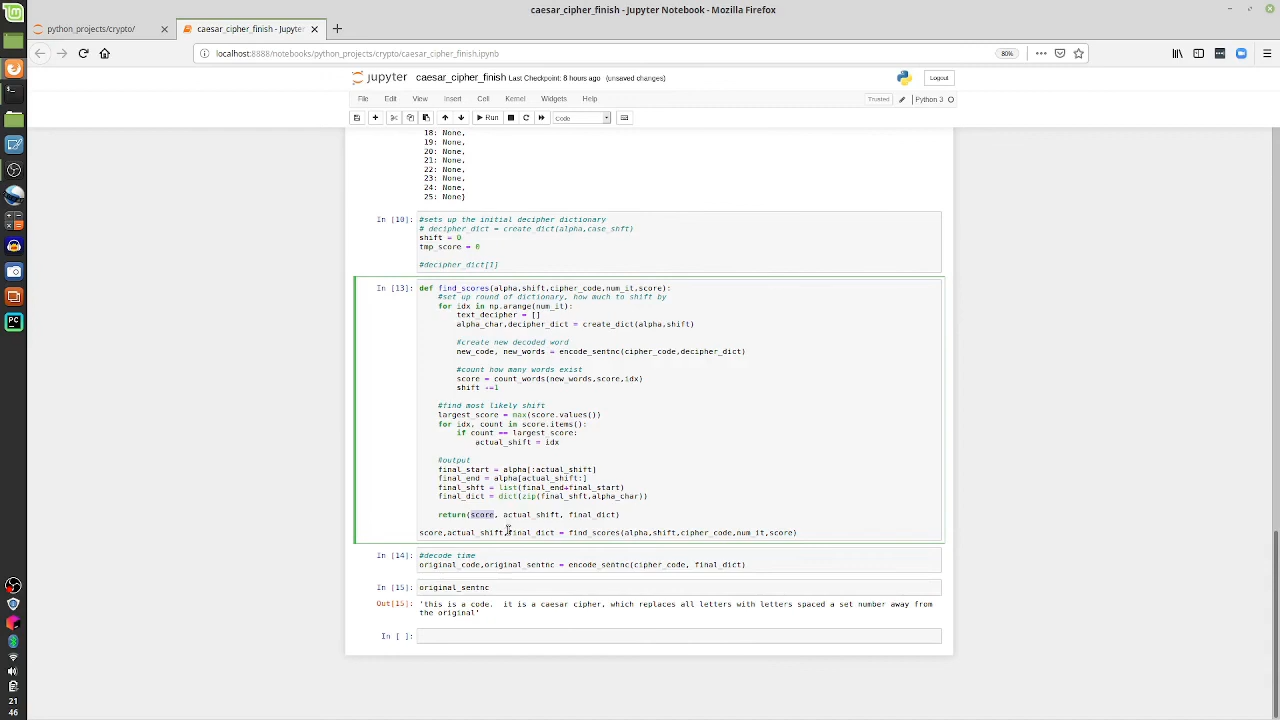 caesar_cipher_finish - Jupyter Notebook - Mozilla Firefox
python_projects/crypto/
caesar_cipher_finish - Jupyter
localhost:8888/notebooks/python_projects/crypto/caesar_cipher_finish.ipynb
80%
jupyter caesar_cipher_finish Last Checkpoint: 8 hours ago (unsaved changes)
Logout
File Edit View Insert Cell Kernel Widgets Help
Trusted
Python 3
Run
Code
18: None,
19: None,
20: None,
21: None,
22: None,
23: None,
24: None,
25: None}
In [10]:
#sets up the initial decipher dictionary
# decipher_dict = create_dict(alpha,case_shft)
shift = 0
tmp_score = 0
#decipher_dict[1]
In [13]:
def find_scores(alpha,shift,cipher_code,num_it,score):
#set up round of dictionary, how much to shift by
for idx in np.arange(num_it):
text_decipher = []
alpha_char,decipher_dict = create_dict(alpha,shift)
#create new decoded word
new_code, new_words = encode_sentnc(cipher_code,decipher_dict)
#count how many words exist
score = count_words(new_words,score,idx)
shift -=1
#find most likely shift
largest_score = max(score.values())
for idx, count in score.items():
if count == largest_score:
actual_shift = idx
#output
final_start = alpha[:actual_shift]
final_end = alpha[actual_shift:]
final_shft = list(final_end+final_start)
final_dict = dict(zip(final_shft,alpha_char))
return(score, actual_shift, final_dict)
score,actual_shift,final_dict = find_scores(alpha,shift,cipher_code,num_it,score)
In [14]:
#decode time
original_code,original_sentnc = encode_sentnc(cipher_code, final_dict)
In [15]:
original_sentnc
Out[15]:
'this is a code.  it is a caesar cipher, which replaces all letters with letters spaced a set number away from
the original'
In [ ]:
21
46